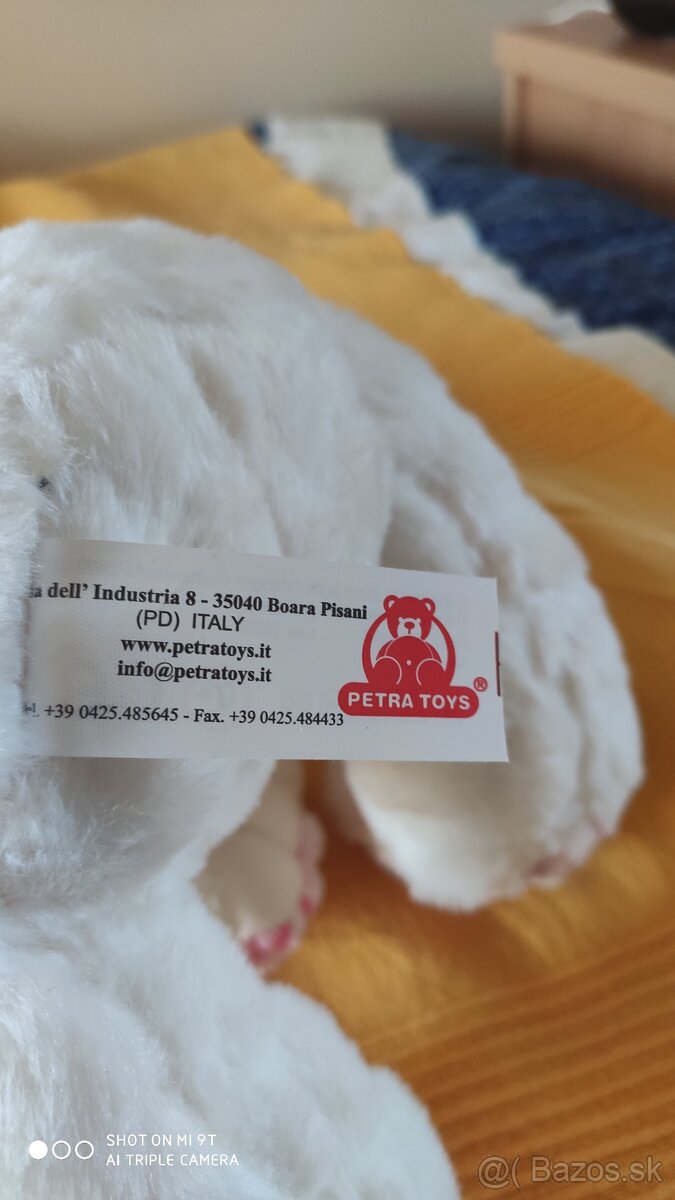 dell' Industria 8 - 35040 Boara Pisani
(PD) ITALY
www.petratoys.it
info@petratoys.it
+39 0425.485645 - Fax. +39 0425.484433
PETRA TOYS ®
SHOT ON MI 9T
AI TRIPLE CAMERA
@( Bazos.sk